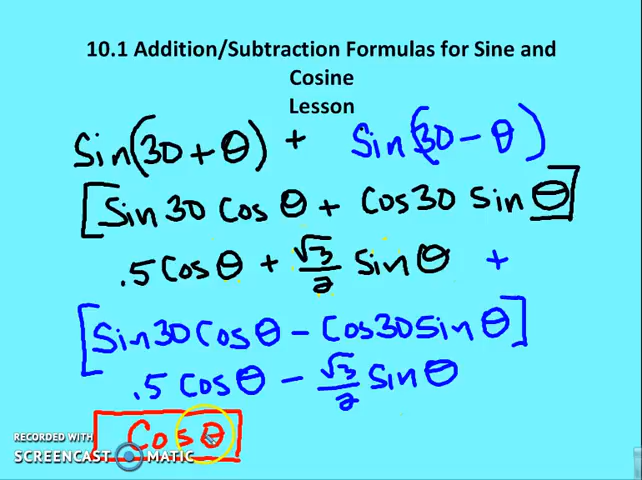 10.1 Addition/Subtraction Formulas for Sine and
Cosine
Lesson
Sin(30 + θ) + Sin(30 − θ)
[Sin 30 Cos θ + Cos 30 Sin θ]
.5 Cos θ + √3/2 Sin θ +
[Sin 30 Cos θ − Cos 30 Sin θ]
.5 Cos θ − √3/2 Sin θ
Cos θ
RECORDED WITH
SCREENCAST MATIC